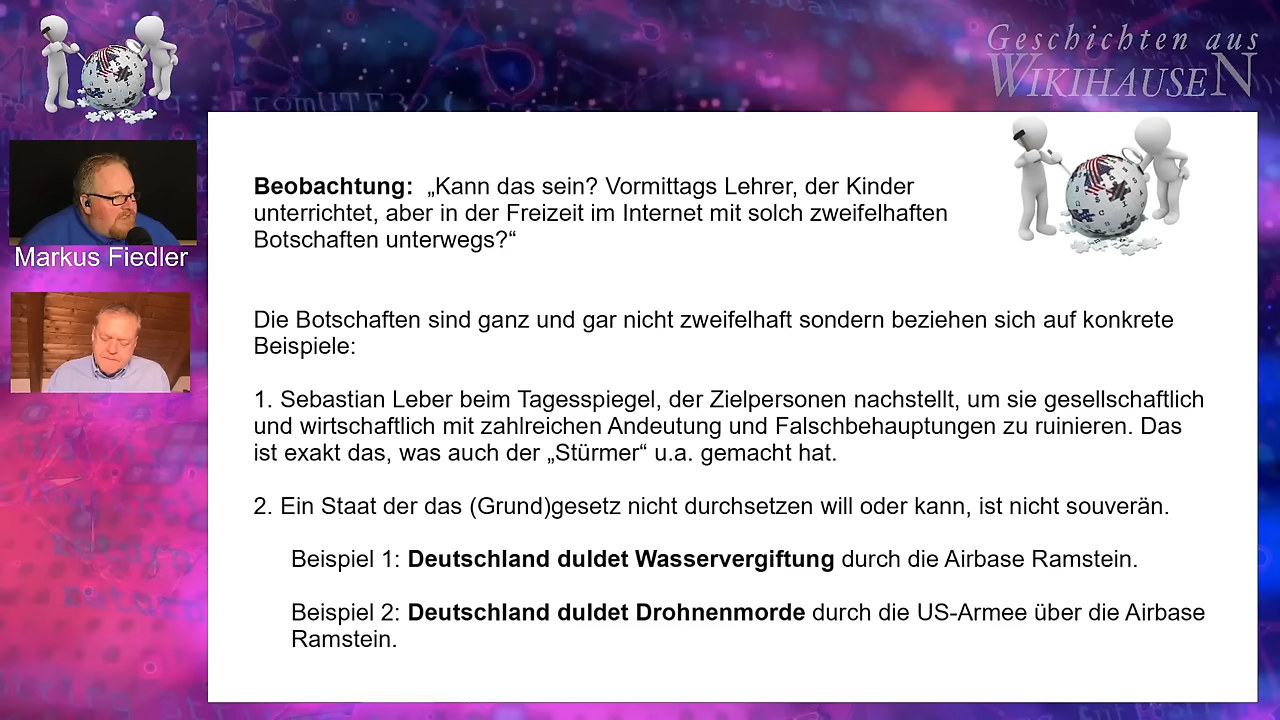 Geschichten aus
WIKIHAUSEN
Markus Fiedler
Beobachtung: „Kann das sein? Vormittags Lehrer, der Kinder
unterrichtet, aber in der Freizeit im Internet mit solch zweifelhaften
Botschaften unterwegs?“
Die Botschaften sind ganz und gar nicht zweifelhaft sondern beziehen sich auf konkrete
Beispiele:
1. Sebastian Leber beim Tagesspiegel, der Zielpersonen nachstellt, um sie gesellschaftlich
und wirtschaftlich mit zahlreichen Andeutung und Falschbehauptungen zu ruinieren. Das
ist exakt das, was auch der „Stürmer“ u.a. gemacht hat.
2. Ein Staat der das (Grund)gesetz nicht durchsetzen will oder kann, ist nicht souverän.
Beispiel 1: Deutschland duldet Wasservergiftung durch die Airbase Ramstein.
Beispiel 2: Deutschland duldet Drohnenmorde durch die US-Armee über die Airbase
Ramstein.